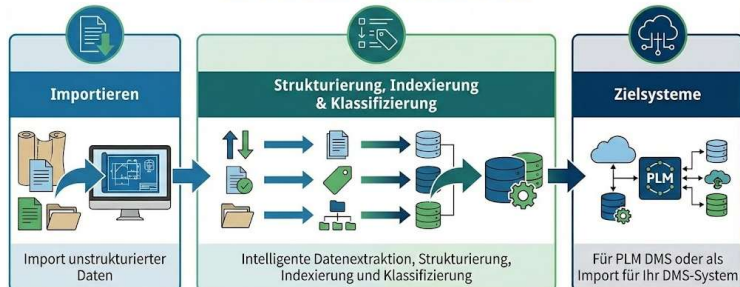 Importieren
Import unstrukturierter
Daten
Strukturierung, Indexierung
& Klassifizierung
Intelligente Datenextraktion, Strukturierung,
Indexierung und Klassifizierung
Zielsysteme
PLM
Für PLM DMS oder als
Import für Ihr DMS-System